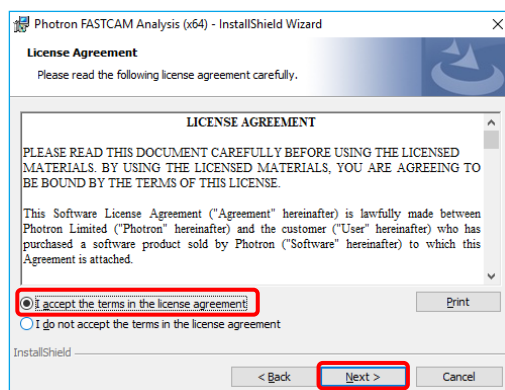 Photron FASTCAM Analysis (x64) - InstallShield Wizard
License Agreement
Please read the following license agreement carefully.
LICENSE AGREEMENT
PLEASE READ THIS DOCUMENT CAREFULLY BEFORE USING THE LICENSED
MATERIALS. BY USING THE LICENSED MATERIALS, YOU ARE AGREEING TO
BE BOUND BY THE TERMS OF THIS LICENSE.
This Software License Agreement ("Agreement" hereinafter) is lawfully made between
Photron Limited ("Photron" hereinafter) and the customer ("User" hereinafter) who has
purchased a software product sold by Photron ("Software" hereinafter) to which this
Agreement is attached.
I accept the terms in the license agreement
Print
I do not accept the terms in the license agreement
InstallShield
< Back
Next >
Cancel